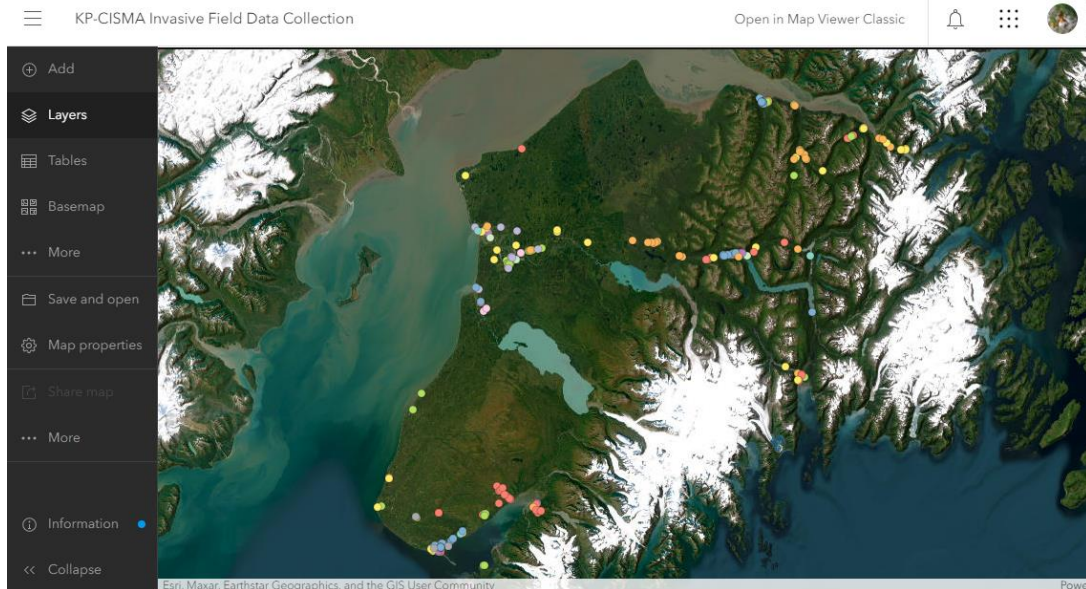 KP-CISMA Invasive Field Data Collection
Open in Map Viewer Classic
Add
Layers
Tables
Basemap
More
Save and open
Map properties
Share map
More
Information
Collapse
Esri, Maxar, Earthstar Geographics, and the GIS User Community
Powe